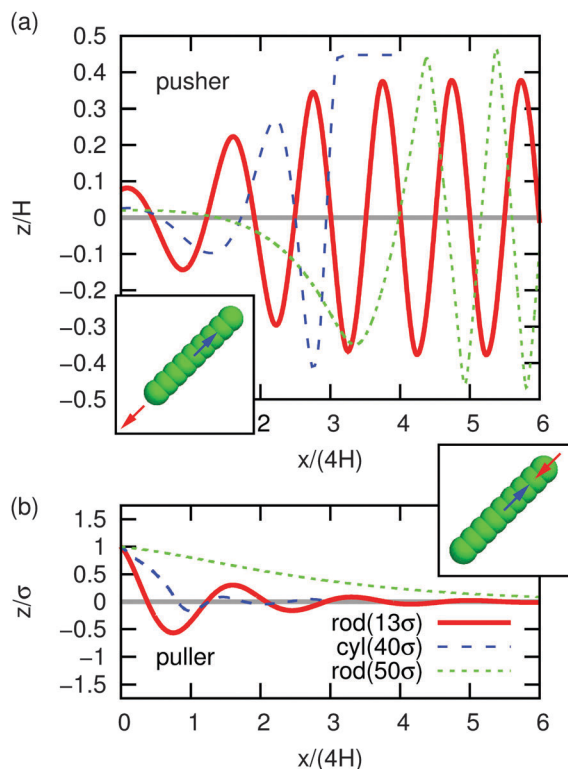 (a)
0.5
0.4
0.3
0.2
0.1
0
−0.1
−0.2
−0.3
−0.4
−0.5
z/H
pusher
2
3
4
5
6
x/(4H)
(b)
1.5
1
0.5
0
−0.5
−1
−1.5
z/σ
puller
rod(13σ)
cyl(40σ)
rod(50σ)
0
1
2
3
4
5
6
x/(4H)